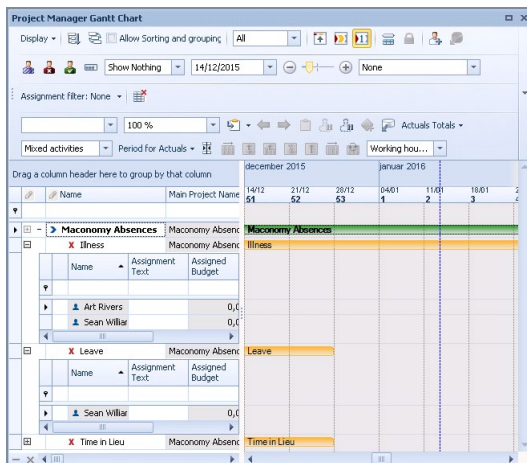 Project Manager Gantt Chart
Display Allow Sorting and grouping All
Show Nothing 14/12/2015 None
Assignment filter: None
100 % Actuals Totals
Mixed activities Period for Actuals Working hou...
Drag a column header here to group by that column
december 2015 januar 2016
Name Main Project Name 14/12 21/12 28/12 04/01 11/01 18/01
51 52 53 1 2 3
Maconomy Absences Maconomy Absenc Maconomy Absences
Illness Maconomy Absenc Illness
Name Assignment Text Assigned Budget
Art Rivers 0,0
Sean Williar 0,0
Leave Maconomy Absenc Leave
Name Assignment Text Assigned Budget
Sean Williar 0,0
Time in Lieu Maconomy Absenc Time in Lieu